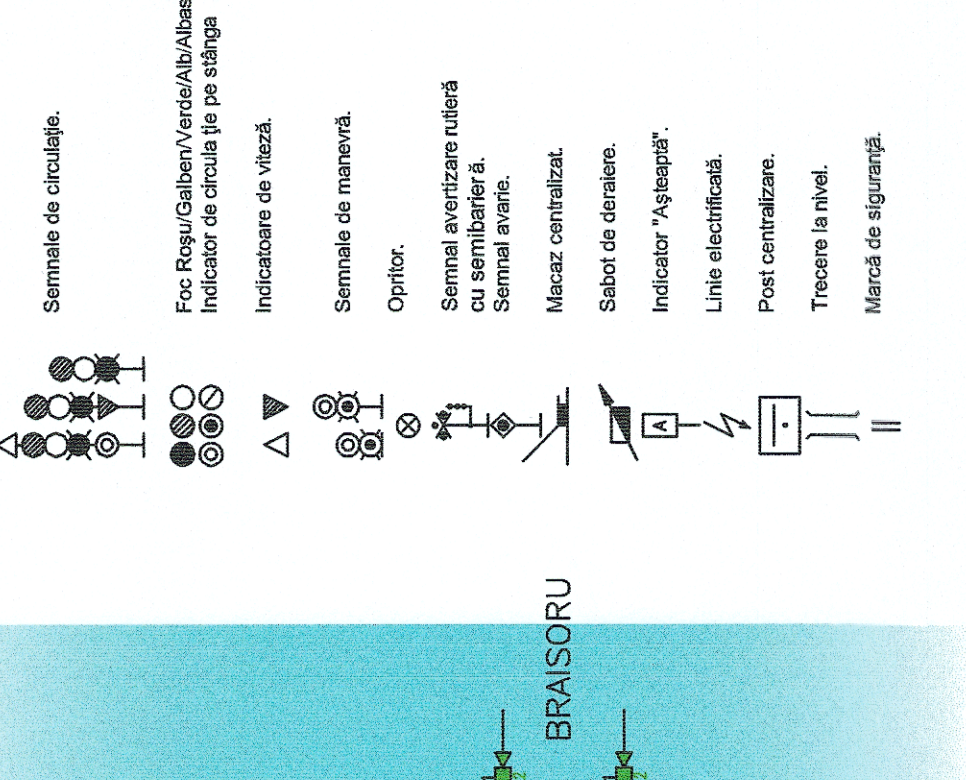 Semnale de circulaţie.
Foc Roşu/Galben/Verde/Alb/Albas
Indicator de circula ţie pe stânga
Indicatoare de viteză.
Semnale de manevră.
Opritor.
Semnal avertizare rutieră
cu semibarier ă.
Semnal avarie.
Macaz centralizat.
Sabot de deraiere.
A
Indicator "Aşteaptă".
Linie electrificată.
Post centralizare.
Trecere la nivel.
Marcă de siguranţă.
BRAISORU